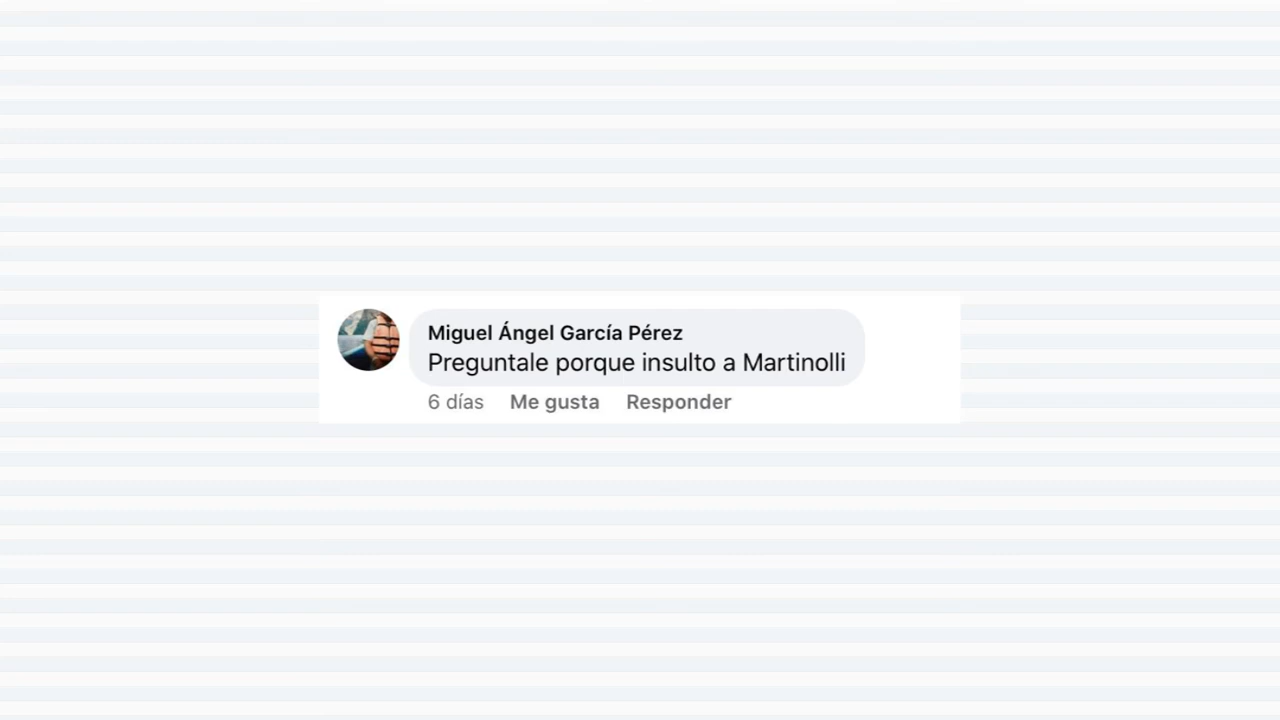 Miguel Ángel García Pérez
Preguntale porque insulto a Martinolli
6 días Me gusta Responder